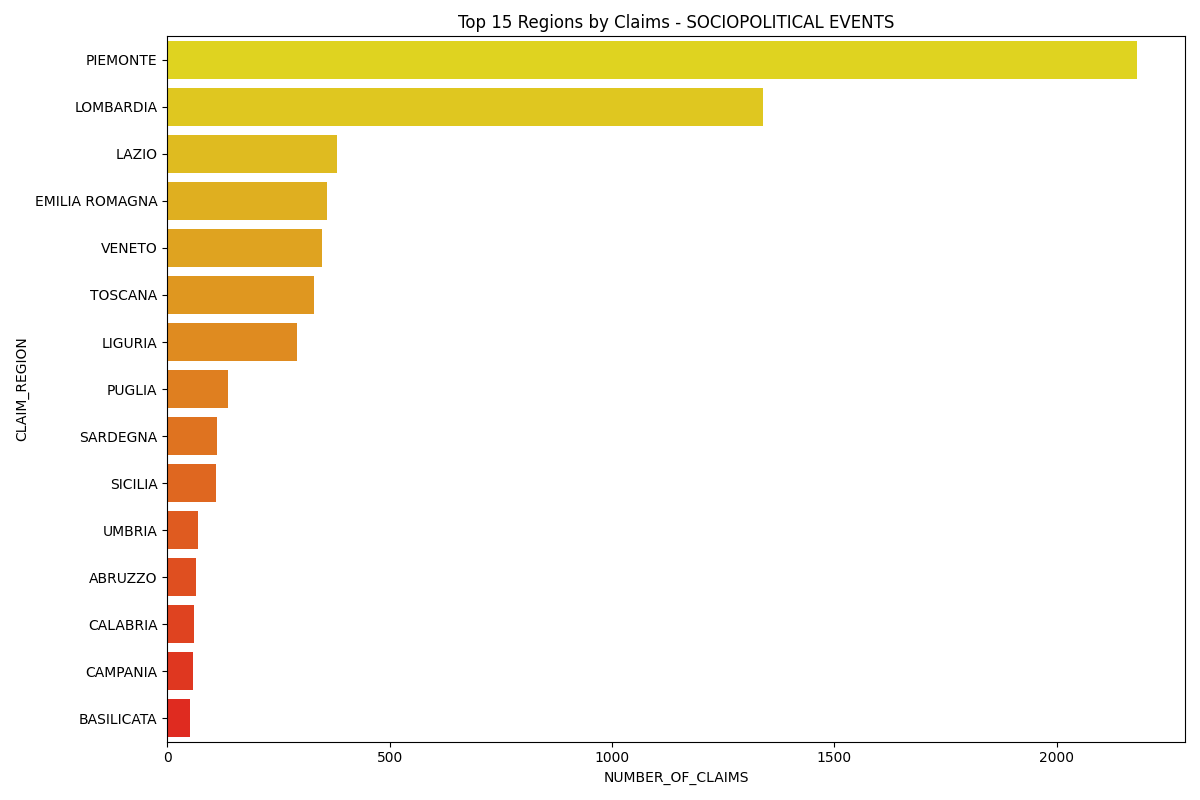 Top 15 Regions by Claims - SOCIOPOLITICAL EVENTS
CLAIM_REGION
PIEMONTE
LOMBARDIA
LAZIO
EMILIA ROMAGNA
VENETO
TOSCANA
LIGURIA
PUGLIA
SARDEGNA
SICILIA
UMBRIA
ABRUZZO
CALABRIA
CAMPANIA
BASILICATA
0 500 1000 1500 2000
NUMBER_OF_CLAIMS